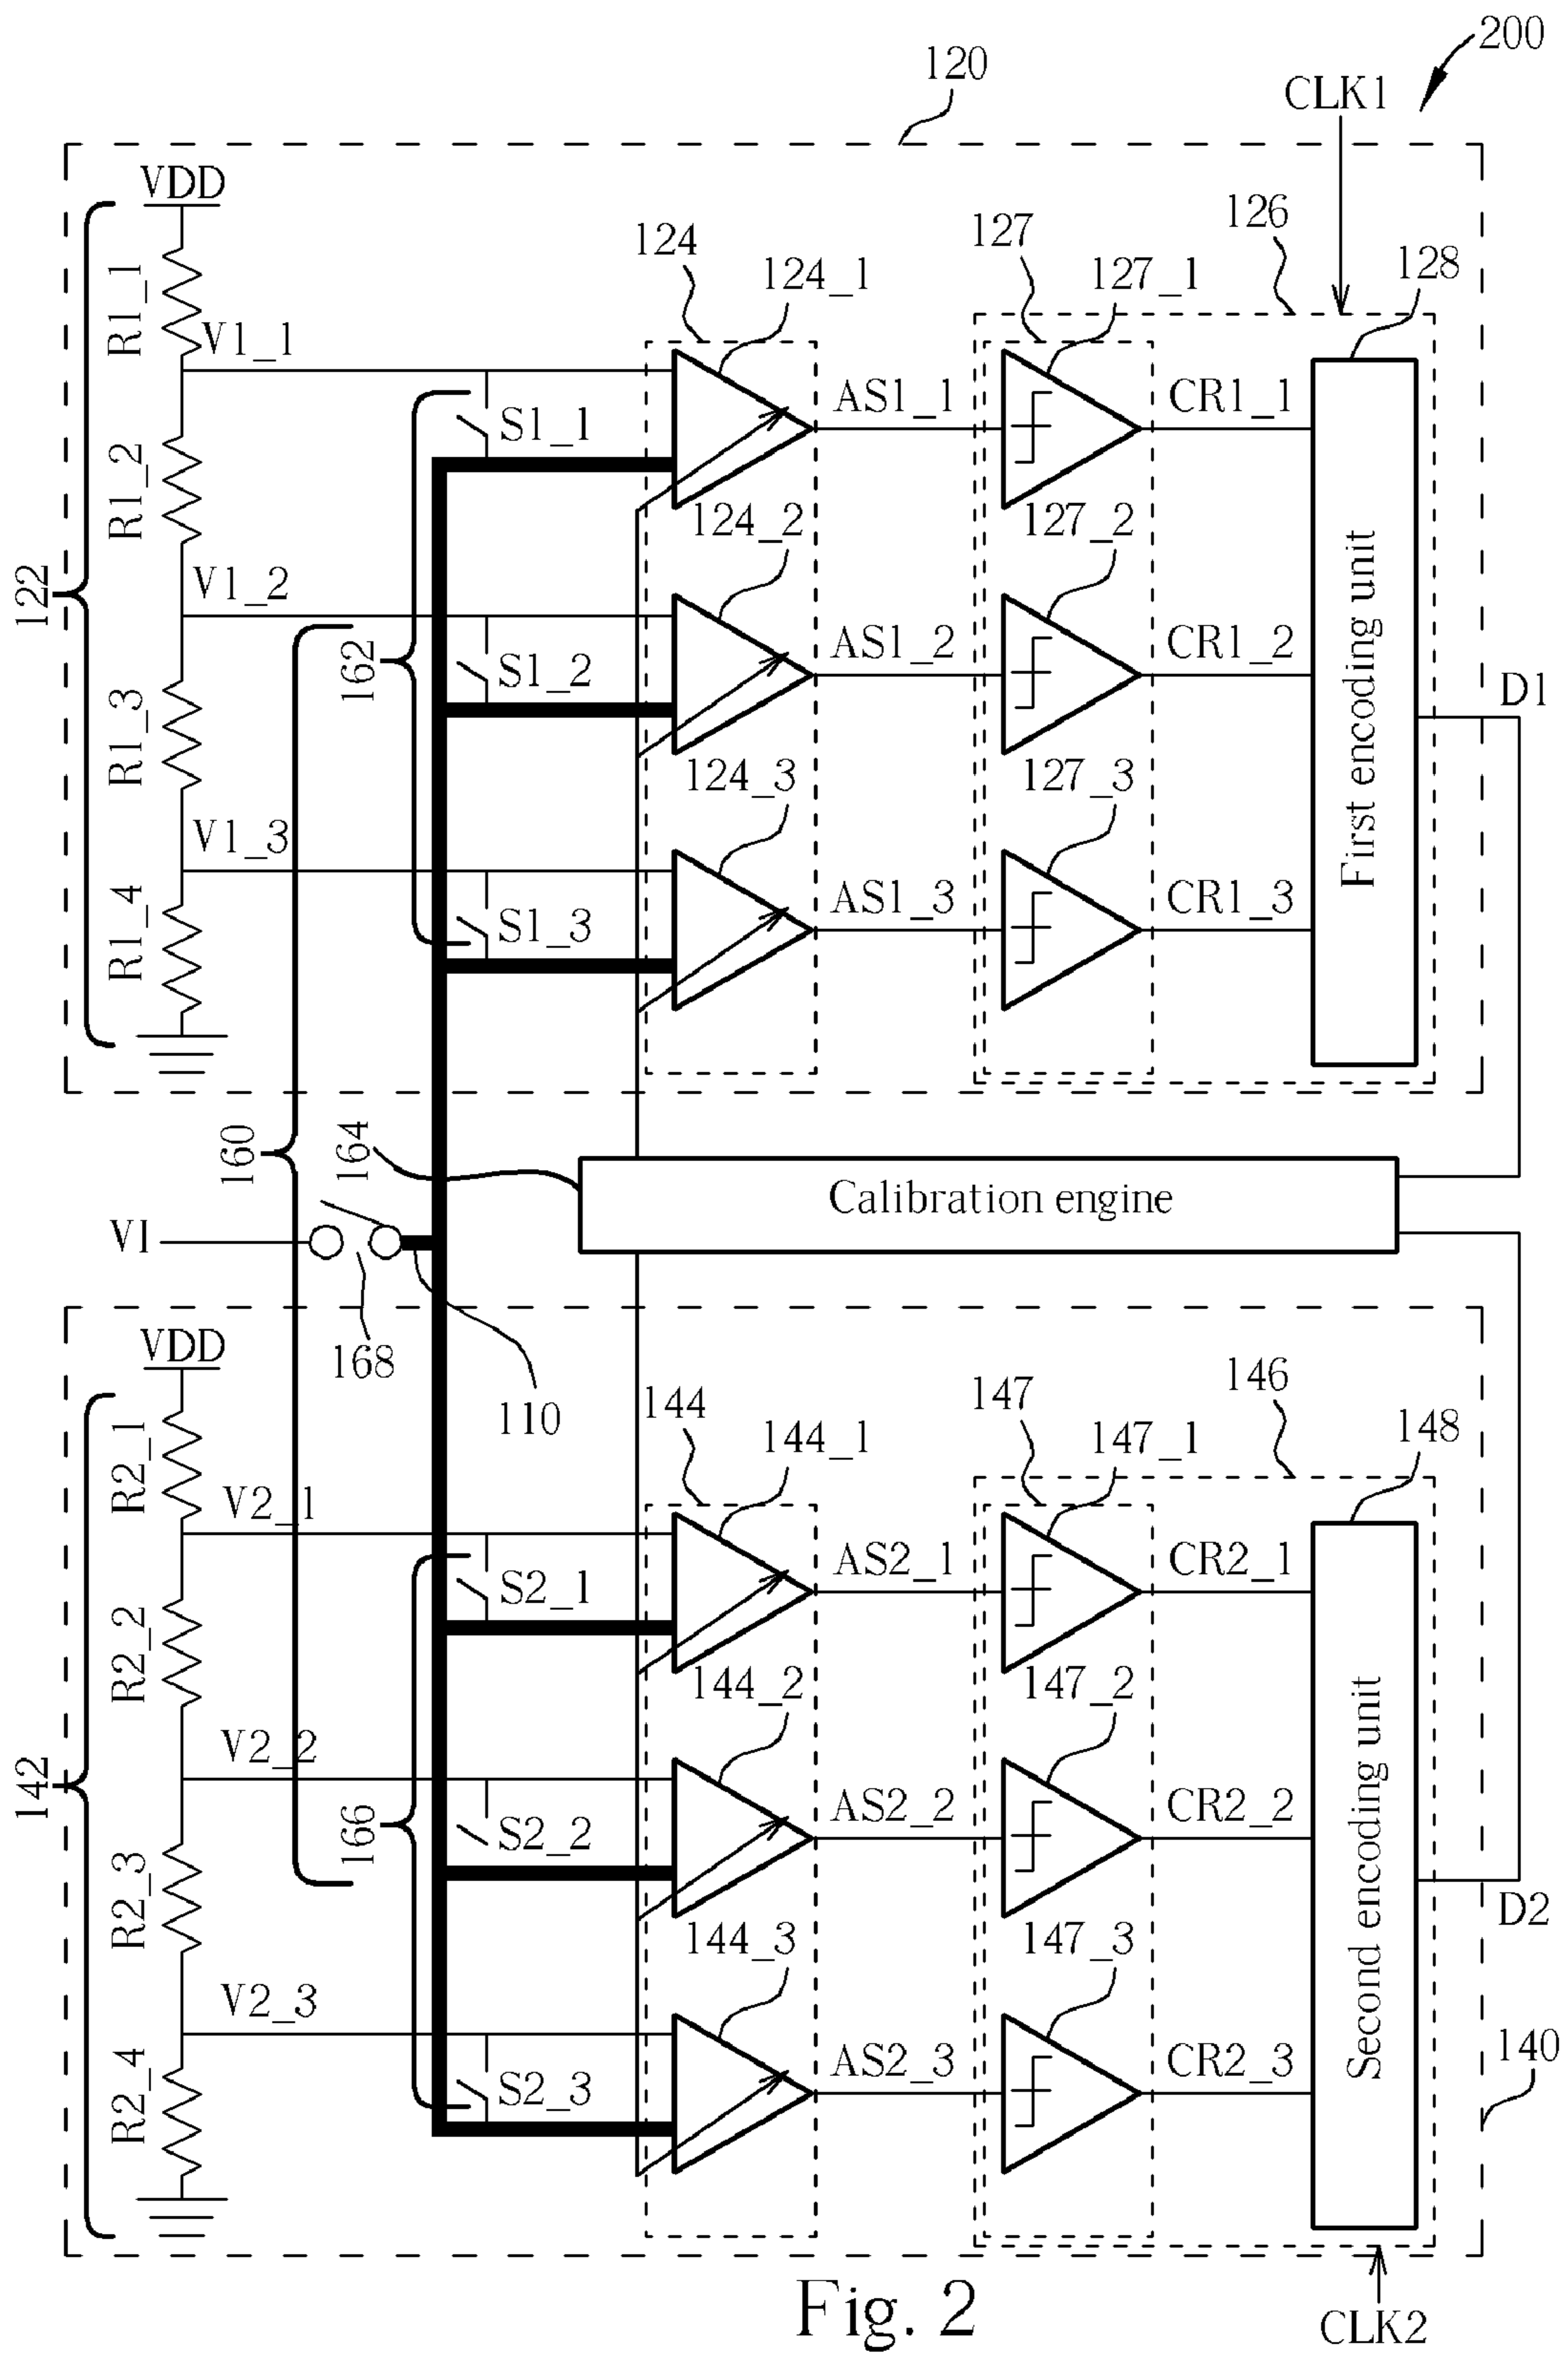 200
120
CLK1
VDD
126
127
124
128
124_1
127_1
R1_1
V1_1
AS1_1
CR1_1
S1_1
R1_2
124_2
127_2
V1_2
122
162
S1_2
AS1_2
CR1_2
First encoding unit
D1
R1_3
124_3
127_3
V1_3
R1_4
S1_3
AS1_3
CR1_3
160
164
Calibration engine
VI
168
110
VDD
144
147
146
148
144_1
147_1
R2_1
V2_1
S2_1
AS2_1
CR2_1
R2_2
144_2
147_2
V2_2
142
166
S2_2
AS2_2
CR2_2
Second encoding unit
D2
R2_3
144_3
147_3
V2_3
R2_4
S2_3
AS2_3
CR2_3
140
Fig. 2
CLK2